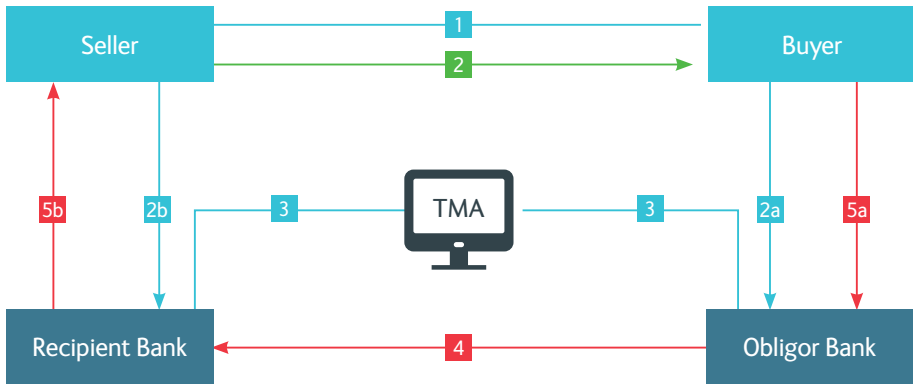 Seller
1
Buyer
2
5b
2b
3
TMA
3
2a
5a
Recipient Bank
4
Obligor Bank